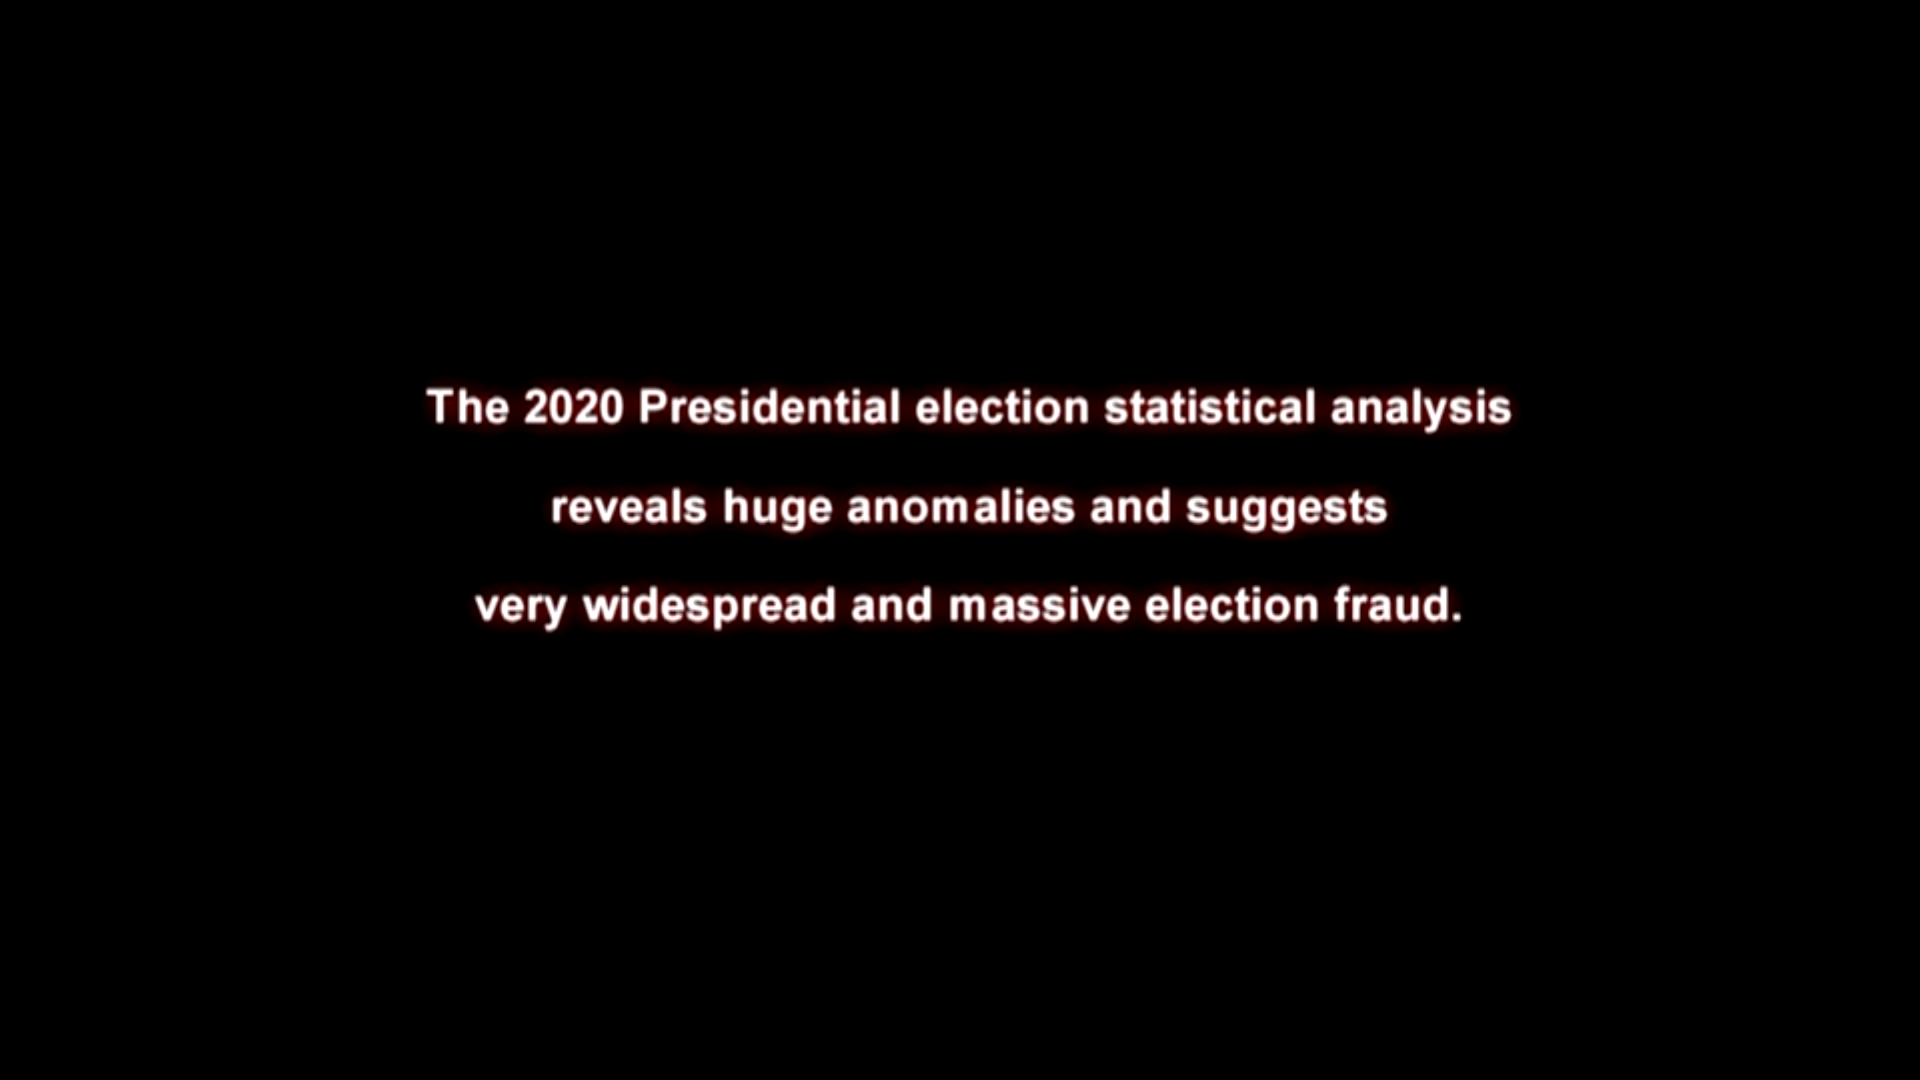 The 2020 Presidential election statistical analysis
reveals huge anomalies and suggests
very widespread and massive election fraud.